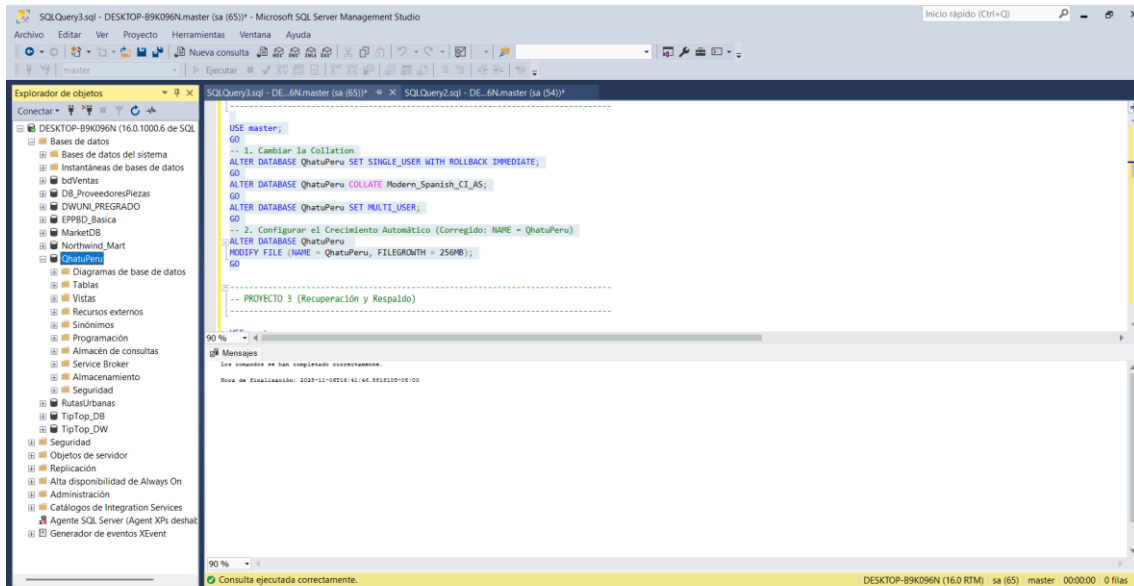 SQLQuery3.sql - DESKTOP-B9K096N.master (sa (65))* - Microsoft SQL Server Management Studio
Inicio rápido (Ctrl+Q)
Archivo Editar Ver Proyecto Herramientas Ventana Ayuda
Nueva consulta
master
Ejecutar
Explorador de objetos
SQLQuery3.sql - DE...6N.master (sa (65))*
SQLQuery2.sql - DE...6N.master (sa (54))*
Conectar
DESKTOP-B9K096N (16.0.1000.6 de SQL
Bases de datos
Bases de datos del sistema
Instantáneas de bases de datos
bdVentas
DB_ProveedoresPiezas
DWUNI_PREGRADO
EPPBD_Basica
MarketDB
Northwind_Mart
QhatuPeru
Diagramas de base de datos
Tablas
Vistas
Recursos externos
Sinónimos
Programación
Almacén de consultas
Service Broker
Almacenamiento
Seguridad
RutasUrbanas
TipTop_DB
TipTop_DW
Seguridad
Objetos de servidor
Replicación
Alta disponibilidad de Always On
Administración
Catálogos de Integration Services
Agente SQL Server (Agent XPs deshab
Generador de eventos XEvent
USE master;
GO
-- 1. Cambiar la Collation
ALTER DATABASE QhatuPeru SET SINGLE_USER WITH ROLLBACK IMMEDIATE;
GO
ALTER DATABASE QhatuPeru COLLATE Modern_Spanish_CI_AS;
GO
ALTER DATABASE QhatuPeru SET MULTI_USER;
GO
-- 2. Configurar el Crecimiento Automático (Corregido: NAME = QhatuPeru)
ALTER DATABASE QhatuPeru
MODIFY FILE (NAME = QhatuPeru, FILEGROWTH = 256MB);
GO
-- PROYECTO 3 (Recuperación y Respaldo)
90 %
Mensajes
Los comandos se han completado correctamente.
Hora de finalización: 2025-11-06T16:41:46.8818105-05:00
90 %
Consulta ejecutada correctamente.
DESKTOP-B9K096N (16.0 RTM) sa (65) master 00:00:00 0 filas